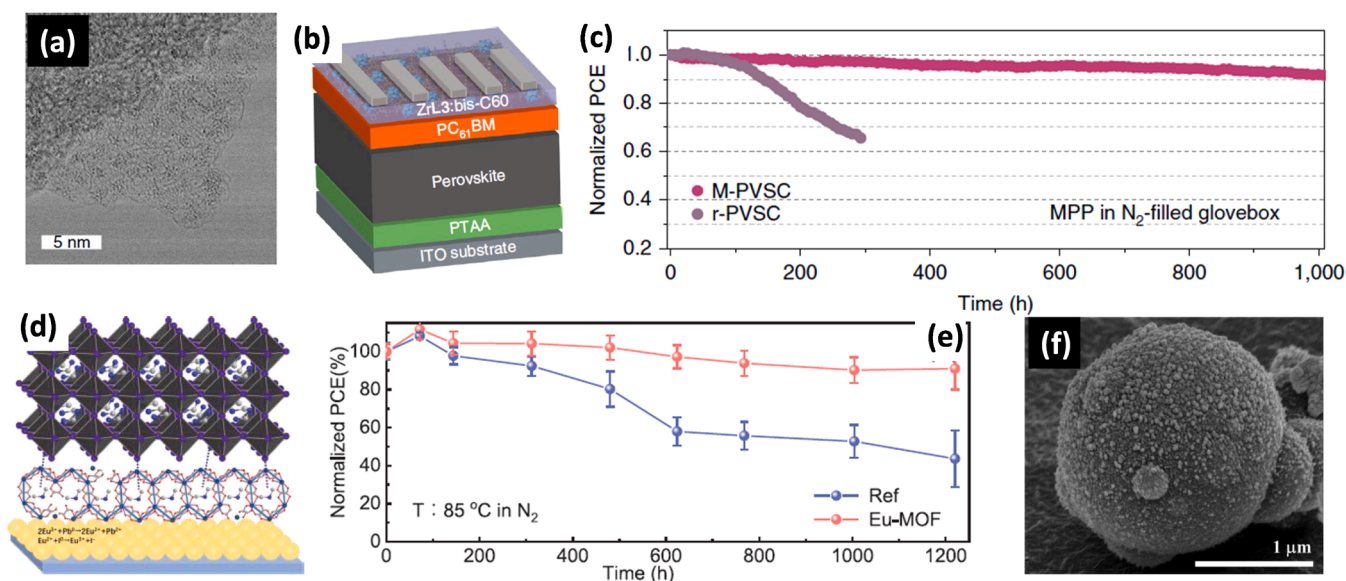 (a)
5 nm
(b)
ZrL3:bis-C60
PC₆₁BM
Perovskite
PTAA
ITO substrate
(c)
Normalized PCE
1.0
0.8
0.6
0.4
0.2
M-PVSC
r-PVSC
MPP in N₂-filled glovebox
0
200
400
600
800
1,000
Time (h)
(d)
2Eu³⁺+Pb⁰→2Eu²⁺+Pb²⁺
Eu²⁺+I⁰→Eu³⁺+I⁻
(e)
Normalized PCE(%)
100
80
60
40
20
0
Ref
Eu-MOF
T : 85 °C in N₂
0
200
400
600
800
1000
1200
Time (h)
(f)
1 µm